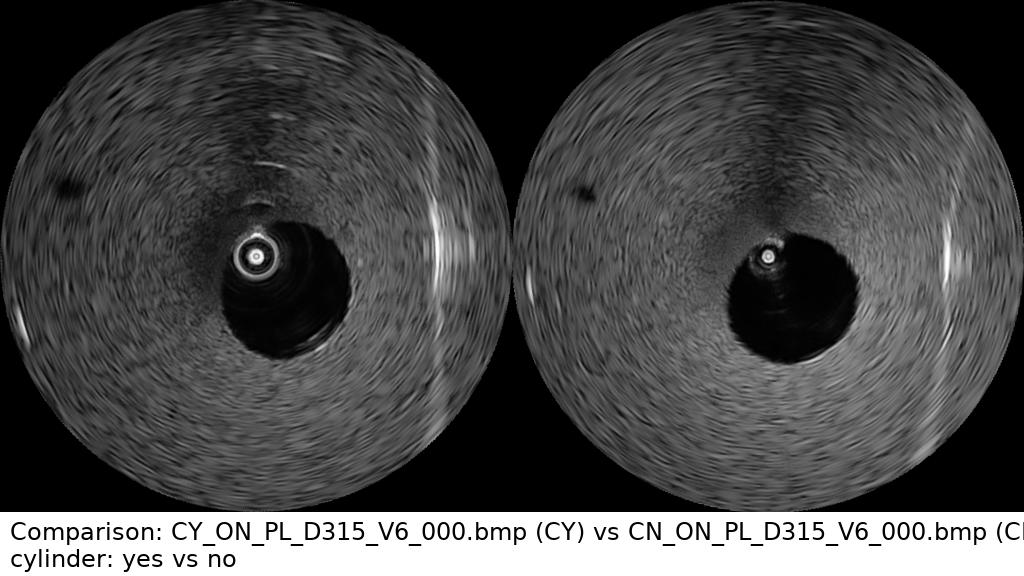 Comparison: CY_ON_PL_D315_V6_000.bmp (CY) vs CN_ON_PL_D315_V6_000.bmp (C
cylinder: yes vs no